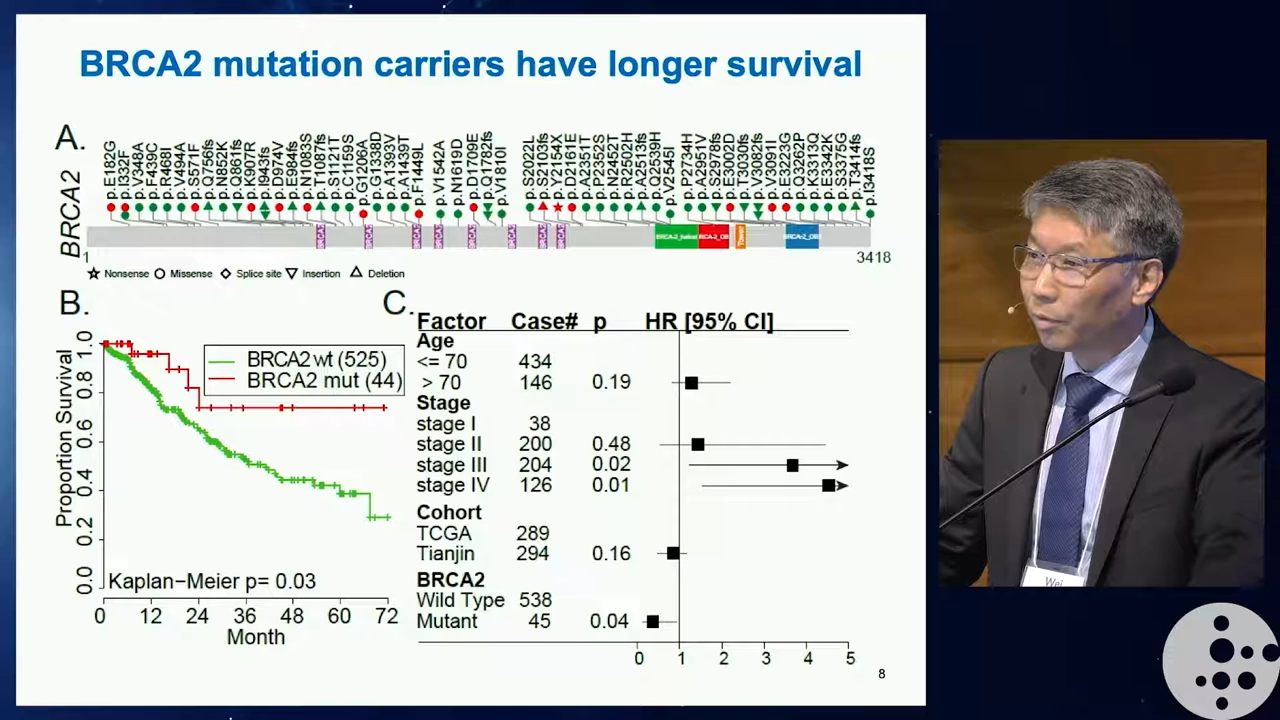 BRCA2 mutation carriers have longer survival
A.
BRCA2
p. E182G
p. I332F
p. V348A
p. F439C
p. R468I
p. V494A
p. S571F
p. Q756fs
p. N852K
p. Q861fs
p. K907R
p. I943fs
p. D974V
p. E984fs
p. N1083S
p. T1087fs
p. S1121T
p. C1159S
p. G1206A
p. G1338D
p. A1393V
p. A1439T
p. F1449L
p. V1542A
p. N1619D
p. D1709E
p. Q1782fs
p. V1810I
p. S2022L
p. S2103fs
p. Y2154X
p. D2161E
p. A2351T
p. P2352S
p. N2452T
p. R2502H
p. A2513fs
p. Q2539H
p. V2545I
p. P2734H
p. A2951V
p. S2978fs
p. E3002D
p. T3030fs
p. V3082fs
p. V3091I
p. E3233G
p. Q3262P
p. K3313Q
p. E3342K
p. S3375G
p. T3414fs
p. I3418S
1
3418
Nonsense Missense Splice site Insertion Deletion
B.
Proportion Survival
1.0
0.8
0.6
0.4
0.2
0.0
BRCA2 wt (525)
BRCA2 mut (44)
Kaplan-Meier p= 0.03
0 12 24 36 48 60 72
Month
C.
Factor Case# p HR [95% CI]
Age
<= 70 434
> 70 146 0.19
Stage
stage I 38
stage II 200 0.48
stage III 204 0.02
stage IV 126 0.01
Cohort
TCGA 289
Tianjin 294 0.16
BRCA2
Wild Type 538
Mutant 45 0.04
0 1 2 3 4 5
8
Wei